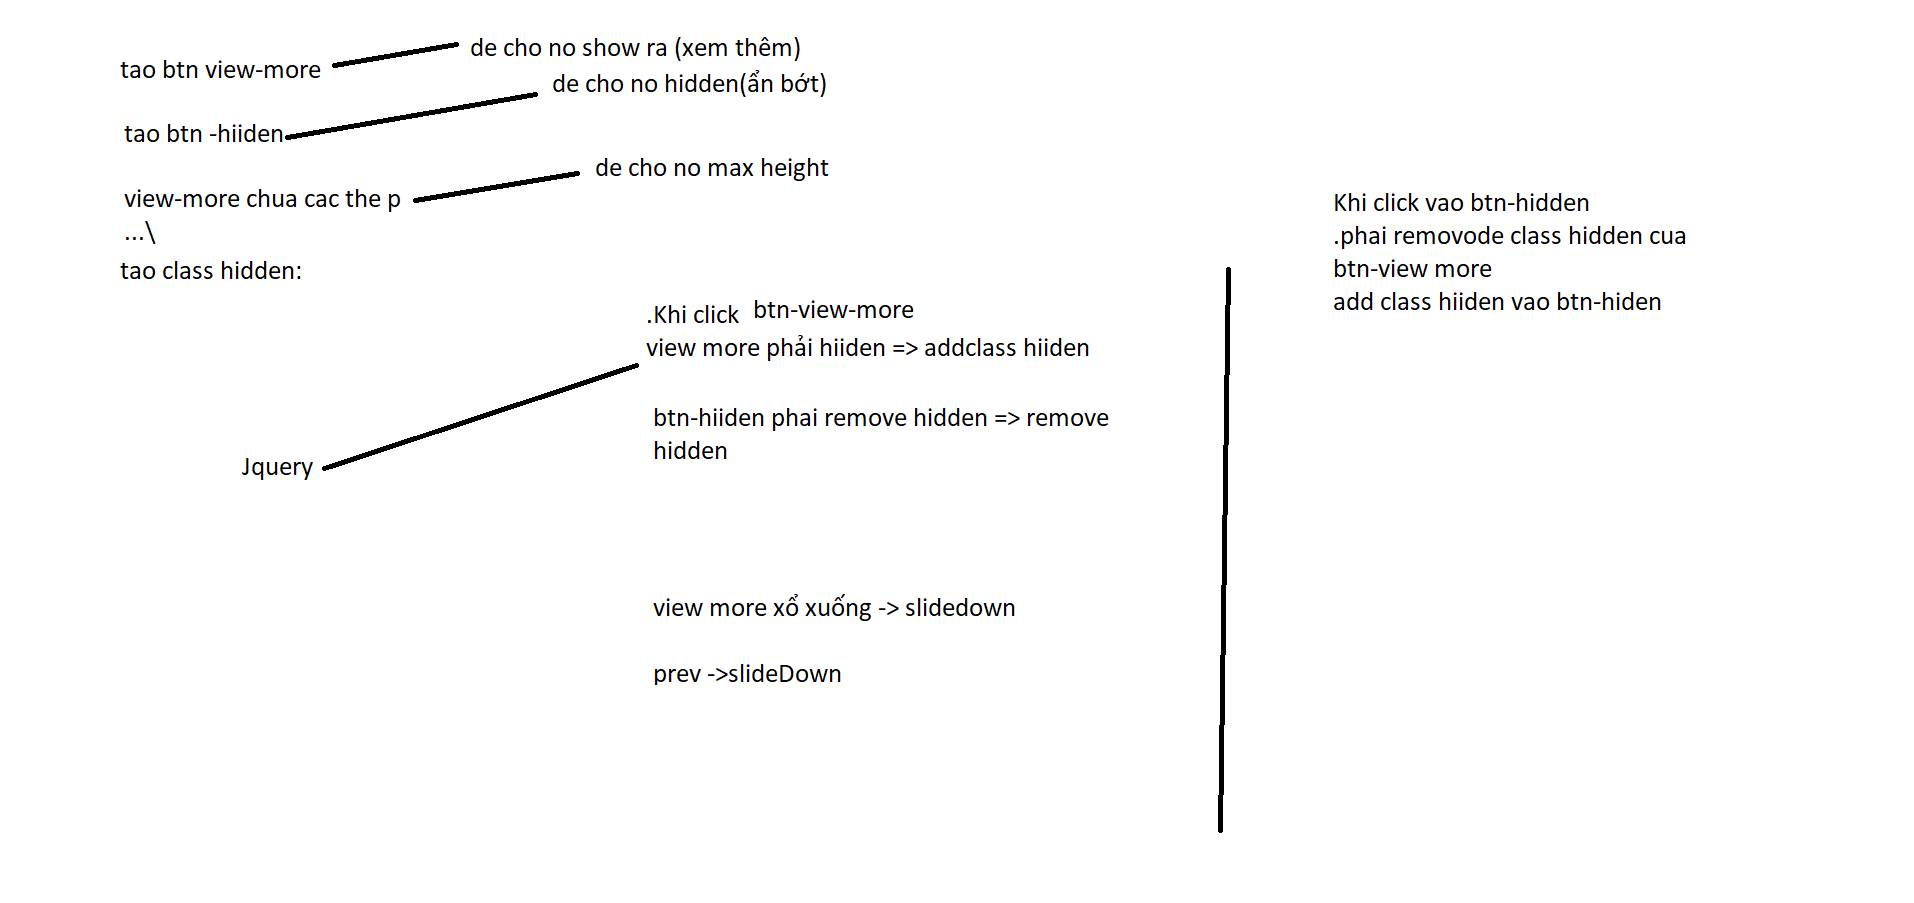 tao btn view-more
de cho no show ra (xem thêm)
de cho no hidden(ẩn bớt)
tao btn -hiiden
de cho no max height
view-more chua cac the p
...\
tao class hidden:
.Khi click btn-view-more
view more phải hiiden => addclass hiiden
btn-hiiden phai remove hidden => remove
hidden
Jquery
view more xổ xuống -> slidedown
prev ->slideDown
Khi click vao btn-hidden
.phai removode class hidden cua
btn-view more
add class hiiden vao btn-hiden